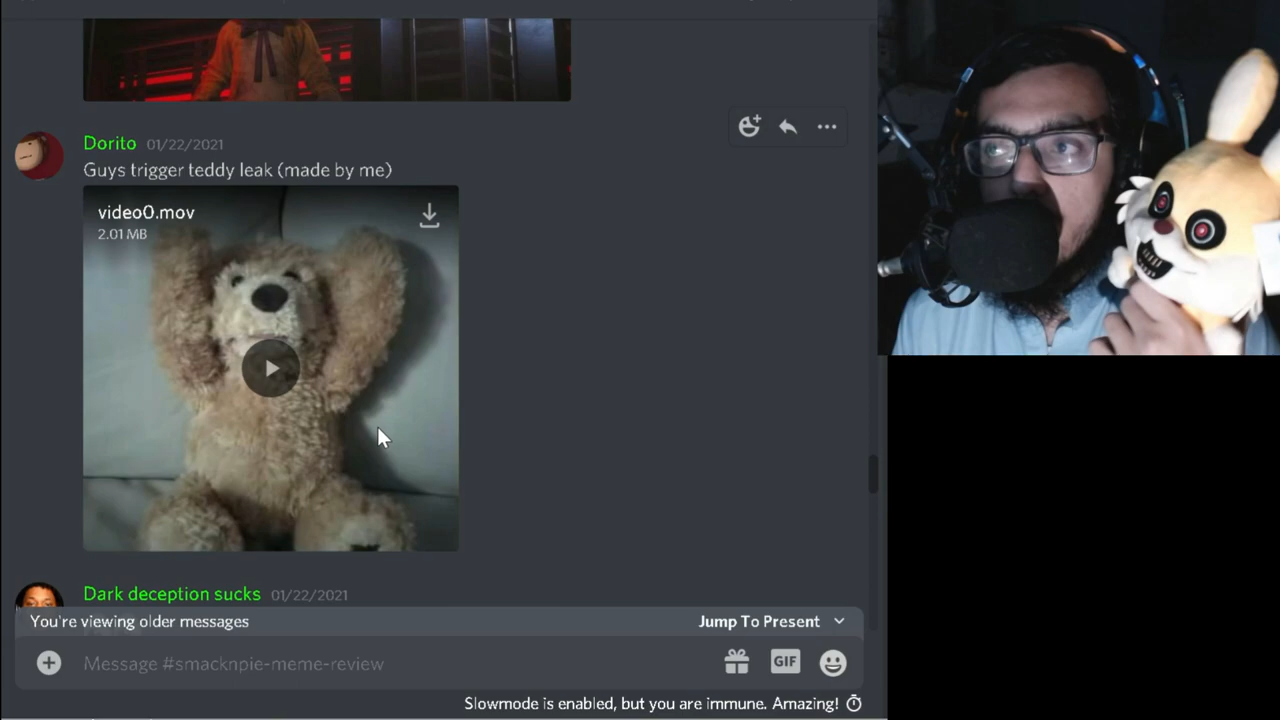 Dorito 01/22/2021
Guys trigger teddy leak (made by me)
video0.mov
2.01 MB
Dark deception sucks 01/22/2021
You're viewing older messages
Jump To Present
Message #smacknpie-meme-review
GIF
Slowmode is enabled, but you are immune. Amazing!